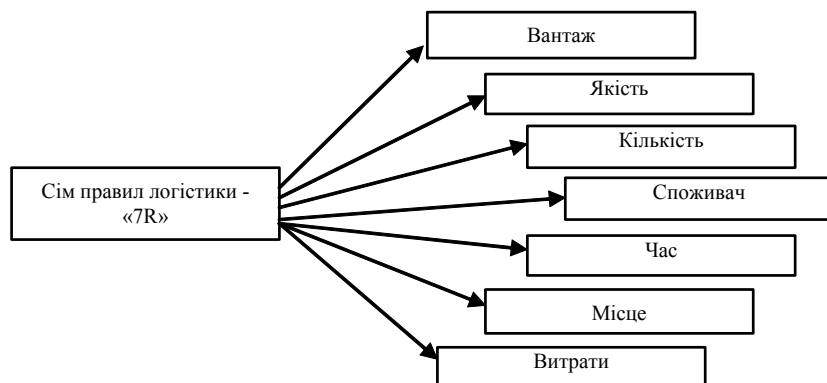 Сім правил логістики -
«7R»
Вантаж
Якість
Кількість
Споживач
Час
Місце
Витрати